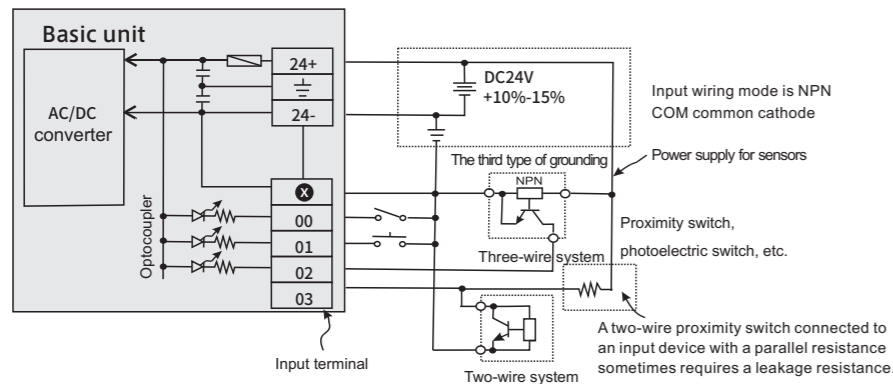 Basic unit
AC/DC
converter
Optocoupler
24+
24-
X
00
01
02
03
Input terminal
DC24V
+10%-15%
The third type of grounding
NPN
Three-wire system
Two-wire system
Input wiring mode is NPN
COM common cathode
Power supply for sensors
Proximity switch,
photoelectric switch, etc.
A two-wire proximity switch connected to
an input device with a parallel resistance
sometimes requires a leakage resistance